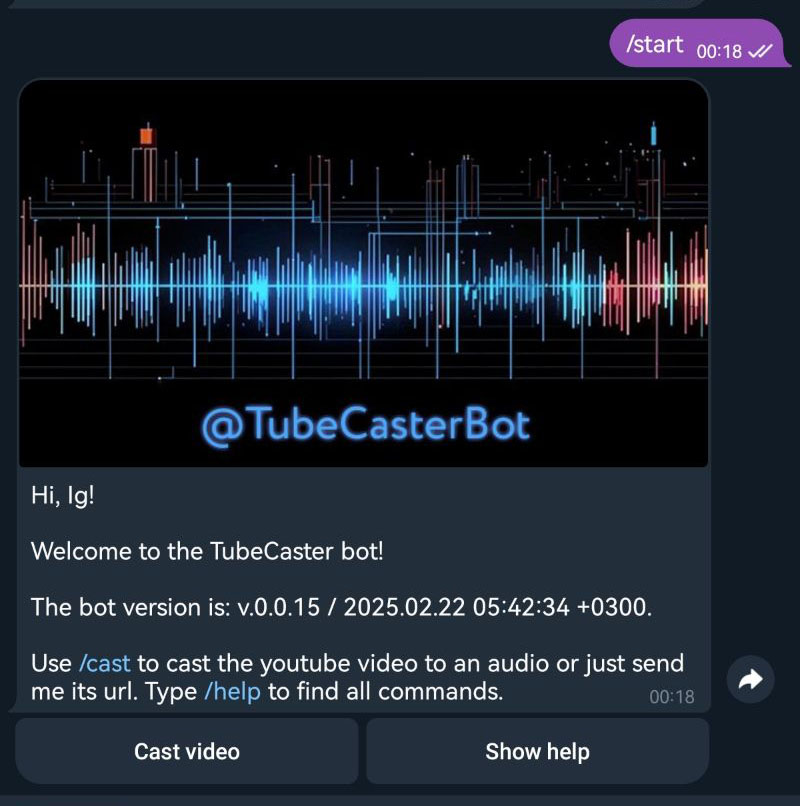 /start 00:18
@TubeCasterBot
Hi, Ig!
Welcome to the TubeCaster bot!
The bot version is: v.0.0.15 / 2025.02.22 05:42:34 +0300.
Use /cast to cast the youtube video to an audio or just send
me its url. Type /help to find all commands.
00:18
Cast video
Show help